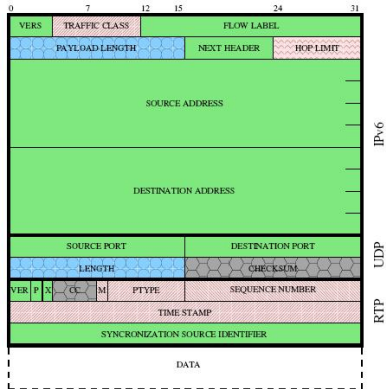 0 7 12 15 24 31
VERS TRAFFIC CLASS FLOW LABEL
PAYLOAD LENGTH NEXT HEADER HOP LIMIT
SOURCE ADDRESS
DESTINATION ADDRESS
IPv6
SOURCE PORT DESTINATION PORT
LENGTH CHECKSUM
UDP
VER P X CC M PTYPE SEQUENCE NUMBER
TIME STAMP
SYNCRONIZATION SOURCE IDENTIFIER
RTP
DATA